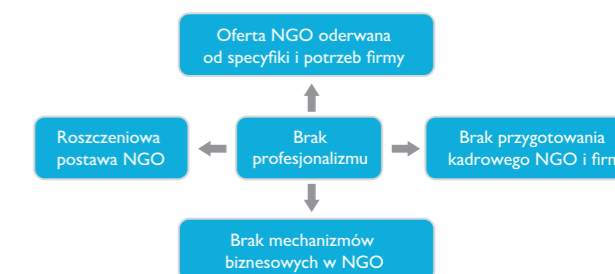 Oferta NGO oderwana
od specyfiki i potrzeb firmy
Roszczeniowa
postawa NGO
Brak
profesjonalizmu
Brak przygotowania
kadrowego NGO i
Brak mechanizmów
biznesowych w NGO